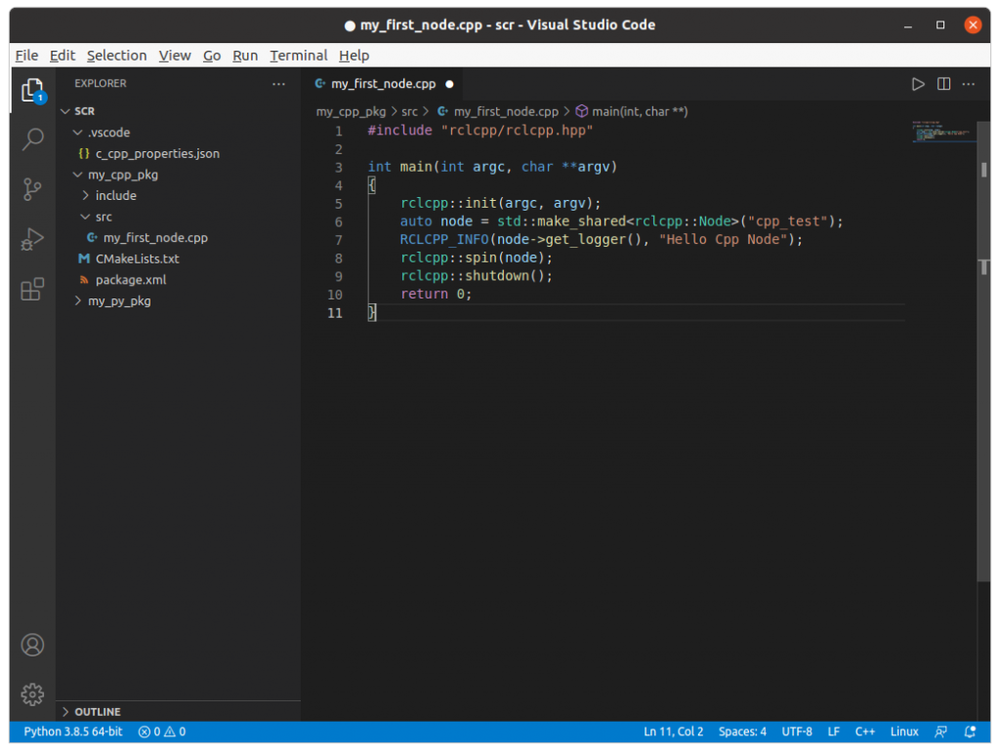 my_first_node.cpp - scr - Visual Studio Code
File Edit Selection View Go Run Terminal Help
EXPLORER
SCR
.vscode
{} c_cpp_properties.json
my_cpp_pkg
include
src
my_first_node.cpp
CMakeLists.txt
package.xml
my_py_pkg
OUTLINE
my_first_node.cpp
my_cpp_pkg > src > my_first_node.cpp > main(int, char **)
1 #include "rclcpp/rclcpp.hpp"
2
3 int main(int argc, char **argv)
4 {
5     rclcpp::init(argc, argv);
6     auto node = std::make_shared<rclcpp::Node>("cpp_test");
7     RCLCPP_INFO(node->get_logger(), "Hello Cpp Node");
8     rclcpp::spin(node);
9     rclcpp::shutdown();
10     return 0;
11 }
Python 3.8.5 64-bit 0 0 Ln 11, Col 2 Spaces: 4 UTF-8 LF C++ Linux